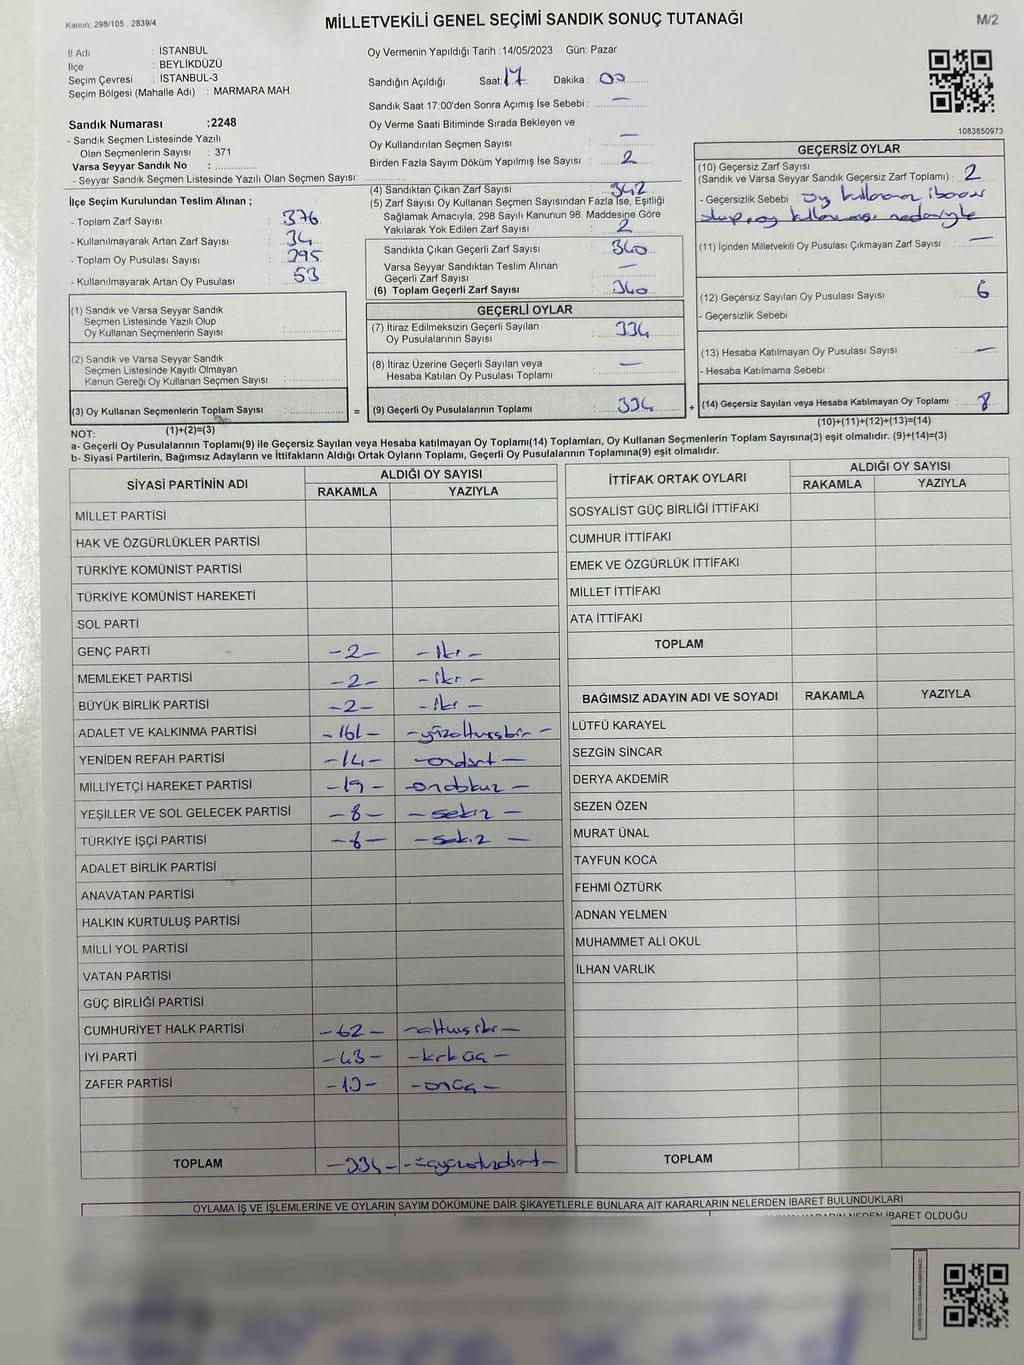 Kanun: 298/105 , 2839/4
MİLLETVEKİLİ GENEL SEÇİMİ SANDIK SONUÇ TUTANAĞI
M/2
İl Adı : İSTANBUL
İlçe : BEYLİKDÜZÜ
Seçim Çevresi : İSTANBUL-3
Seçim Bölgesi (Mahalle Adı) : MARMARA MAH.
Sandık Numarası :2248
- Sandık Seçmen Listesinde Yazılı
Olan Seçmenlerin Sayısı : 371
Varsa Seyyar Sandık No :
- Seyyar Sandık Seçmen Listesinde Yazılı Olan Seçmen Sayısı:
Oy Vermenin Yapıldığı Tarih :14/05/2023 Gün: Pazar
Sandığın Açıldığı Saat: 17 Dakika : 00
Sandık Saat 17:00'den Sonra Açımış İse Sebebi : —
Oy Verme Saati Bitiminde Sırada Bekleyen ve
Oy Kullandırılan Seçmen Sayısı : —
Birden Fazla Sayım Döküm Yapılmış İse Sayısı : 2
1083850973
İlçe Seçim Kurulundan Teslim Alınan ;
- Toplam Zarf Sayısı : 376
- Kullanılmayarak Artan Zarf Sayısı : 34
- Toplam Oy Pusulası Sayısı : 395
- Kullanılmayarak Artan Oy Pusulası : 53
(4) Sandıktan Çıkan Zarf Sayısı : 342
(5) Zarf Sayısı Oy Kullanan Seçmen Sayısından Fazla İse, Eşitliği
Sağlamak Amacıyla, 298 Sayılı Kanunun 98. Maddesine Göre
Yakılarak Yok Edilen Zarf Sayısı : 2
Sandıkta Çıkan Geçerli Zarf Sayısı : 340
Varsa Seyyar Sandıktan Teslim Alınan
Geçerli Zarf Sayısı : —
(6) Toplam Geçerli Zarf Sayısı : 340
GEÇERSİZ OYLAR
(10) Geçersiz Zarf Sayısı
(Sandık ve Varsa Seyyar Sandık Geçersiz Zarf Toplamı) : 2
- Geçersizlik Sebebi : oy kullanma ibaresi
olup, oy kullanması nedeniyle
(11) İçinden Milletvekili Oy Pusulası Çıkmayan Zarf Sayısı : —
(12) Geçersiz Sayılan Oy Pusulası Sayısı : 6
- Geçersizlik Sebebi :
(13) Hesaba Katılmayan Oy Pusulası Sayısı : —
- Hesaba Katılmama Sebebi :
(14) Geçersiz Sayılan veya Hesaba Katılmayan Oy Toplamı : 8
(10)+(11)+(12)+(13)=(14)
(1) Sandık ve Varsa Seyyar Sandık
Seçmen Listesinde Yazılı Olup
Oy Kullanan Seçmenlerin Sayısı :
(2) Sandık ve Varsa Seyyar Sandık
Seçmen Listesinde Kayıtlı Olmayan
Kanun Gereği Oy Kullanan Seçmen Sayısı :
(3) Oy Kullanan Seçmenlerin Toplam Sayısı :
(1)+(2)=(3)
GEÇERLİ OYLAR
(7) İtiraz Edilmeksizin Geçerli Sayılan
Oy Pusulalarının Sayısı : 334
(8) İtiraz Üzerine Geçerli Sayılan veya
Hesaba Katılan Oy Pusulası Toplamı : —
= (9) Geçerli Oy Pusulalarının Toplamı : 334 +
NOT:
a- Geçerli Oy Pusulalarının Toplamı(9) ile Geçersiz Sayılan veya Hesaba katılmayan Oy Toplamı(14) Toplamları, Oy Kullanan Seçmenlerin Toplam Sayısına(3) eşit olmalıdır. (9)+(14)=(3)
b- Siyasi Partilerin, Bağımsız Adayların ve İttifakların Aldığı Ortak Oyların Toplamı, Geçerli Oy Pusulalarının Toplamına(9) eşit olmalıdır.
SİYASİ PARTİNİN ADI ALDIĞI OY SAYISI
RAKAMLA YAZIYLA
MİLLET PARTİSİ
HAK VE ÖZGÜRLÜKLER PARTİSİ
TÜRKİYE KOMÜNİST PARTİSİ
TÜRKİYE KOMÜNİST HAREKETİ
SOL PARTİ
GENÇ PARTİ -2- -iki-
MEMLEKET PARTİSİ -2- -iki-
BÜYÜK BİRLİK PARTİSİ -2- -iki-
ADALET VE KALKINMA PARTİSİ -161- -yüzaltmışbir-
YENİDEN REFAH PARTİSİ -14- -ondört-
MİLLİYETÇİ HAREKET PARTİSİ -19- -ondokuz-
YEŞİLLER VE SOL GELECEK PARTİSİ -8- -sekiz-
TÜRKİYE İŞÇİ PARTİSİ -8- -sekiz-
ADALET BİRLİK PARTİSİ
ANAVATAN PARTİSİ
HALKIN KURTULUŞ PARTİSİ
MİLLİ YOL PARTİSİ
VATAN PARTİSİ
GÜÇ BİRLİĞİ PARTİSİ
CUMHURİYET HALK PARTİSİ -62- -altmışiki-
İYİ PARTİ -43- -kırküç-
ZAFER PARTİSİ -13- -onüç-
TOPLAM -334- -üçyüzotuzdört-
İTTİFAK ORTAK OYLARI ALDIĞI OY SAYISI
RAKAMLA YAZIYLA
SOSYALİST GÜÇ BİRLİĞİ İTTİFAKI
CUMHUR İTTİFAKI
EMEK VE ÖZGÜRLÜK İTTİFAKI
MİLLET İTTİFAKI
ATA İTTİFAKI
TOPLAM
BAĞIMSIZ ADAYIN ADI VE SOYADI RAKAMLA YAZIYLA
LÜTFÜ KARAYEL
SEZGİN SİNCAR
DERYA AKDEMİR
SEZEN ÖZEN
MURAT ÜNAL
TAYFUN KOCA
FEHMİ ÖZTÜRK
ADNAN YELMEN
MUHAMMET ALİ OKUL
İLHAN VARLIK
TOPLAM
OYLAMA İŞ VE İŞLEMLERİNE VE OYLARIN SAYIM DÖKÜMÜNE DAİR ŞİKAYETLERLE BUNLARA AİT KARARLARIN NELERDEN İBARET BULUNDUKLARI
KARARIN NEDEN İBARET OLDUĞU